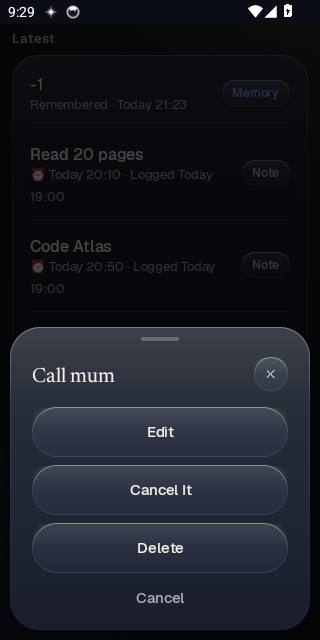 9:29
Latest
-1
Remembered · Today 21:23
Memory
Read 20 pages
⏰ Today 20:10 · Logged Today
19:00
Note
Code Atlas
⏰ Today 20:50 · Logged Today
19:00
Note
Call mum
Edit
Cancel It
Delete
Cancel